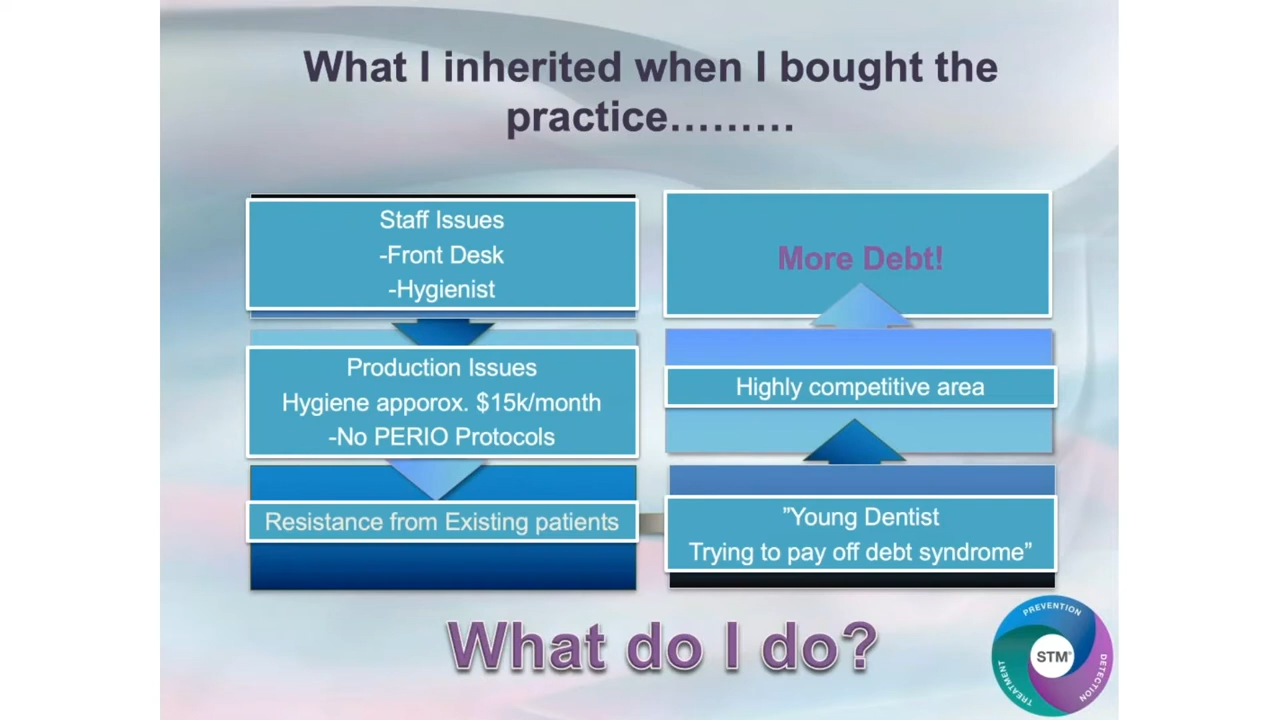 What I inherited when I bought the
practice………
Staff Issues
-Front Desk
-Hygienist
Production Issues
Hygiene apporox. $15k/month
-No PERIO Protocols
Resistance from Existing patients
”Young Dentist
Trying to pay off debt syndrome”
Highly competitive area
More Debt!
What do I do?
PREVENTION
DETECTION
TREATMENT
STM®